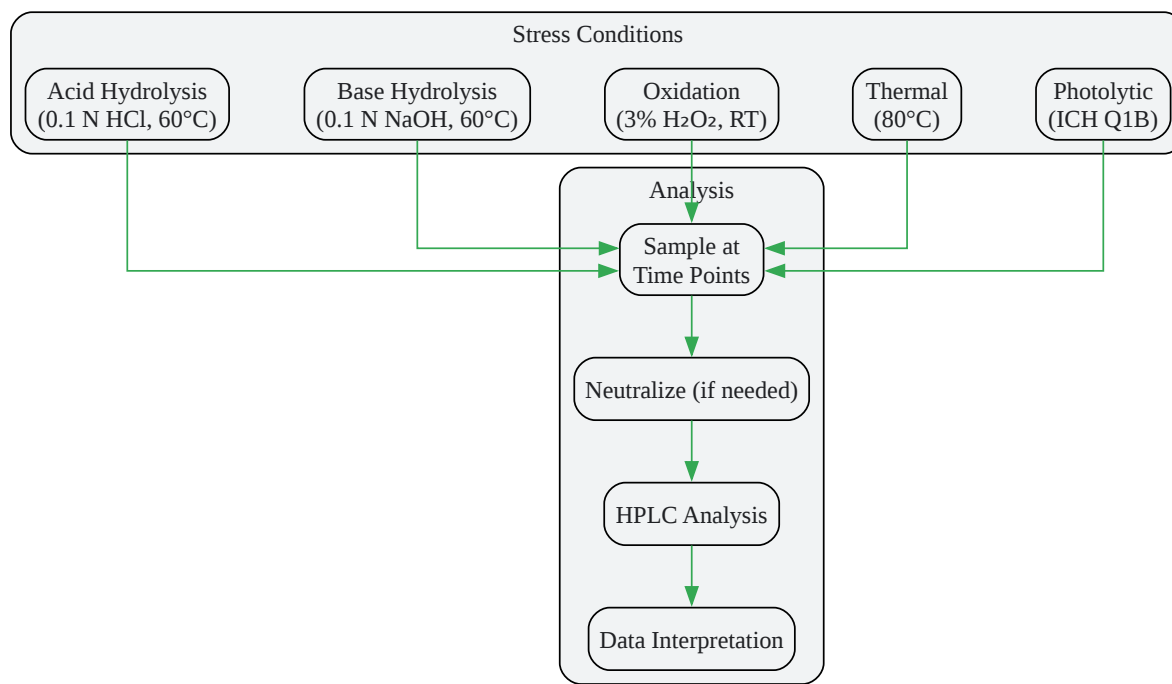 Stress Conditions
Acid Hydrolysis
(0.1 N HCl, 60°C)
Base Hydrolysis
(0.1 N NaOH, 60°C)
Oxidation
(3% H₂O₂, RT)
Thermal
(80°C)
Photolytic
(ICH Q1B)
Analysis
Sample at
Time Points
Neutralize (if needed)
HPLC Analysis
Data Interpretation